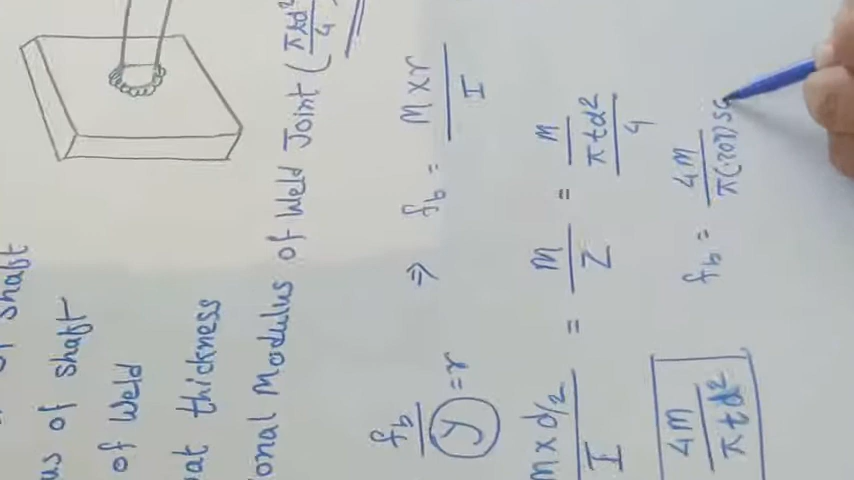 of shaft
us of shaft
of Weld
at thickness
onal Modulus of Weld Joint (πtd²/4)
f_b/y = r ⇒ f_b = M×r/I
M×d/2/I = M/Z = M/πtd²/4
4M/πtd² f_b = 4M/π(.707)s